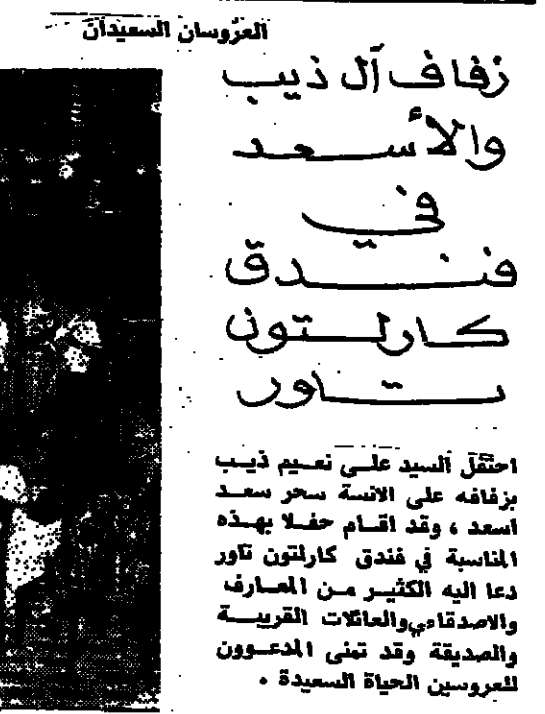 العروسان السعيدان
زفاف آل ذيب
والأسعد
في
فندق
كارلتون
تاور
احتفل السيد علي نعيم ذيب
بزفافه على الانسة سحر سعد
اسعد ، وقد اقام حفلا بهذه
المناسبة في فندق كارلتون تاور
دعا اليه الكثير من المعارف
والاصدقاء والعائلات القريبة
والصديقة وقد تمنى المدعوون
للعروسين الحياة السعيدة .